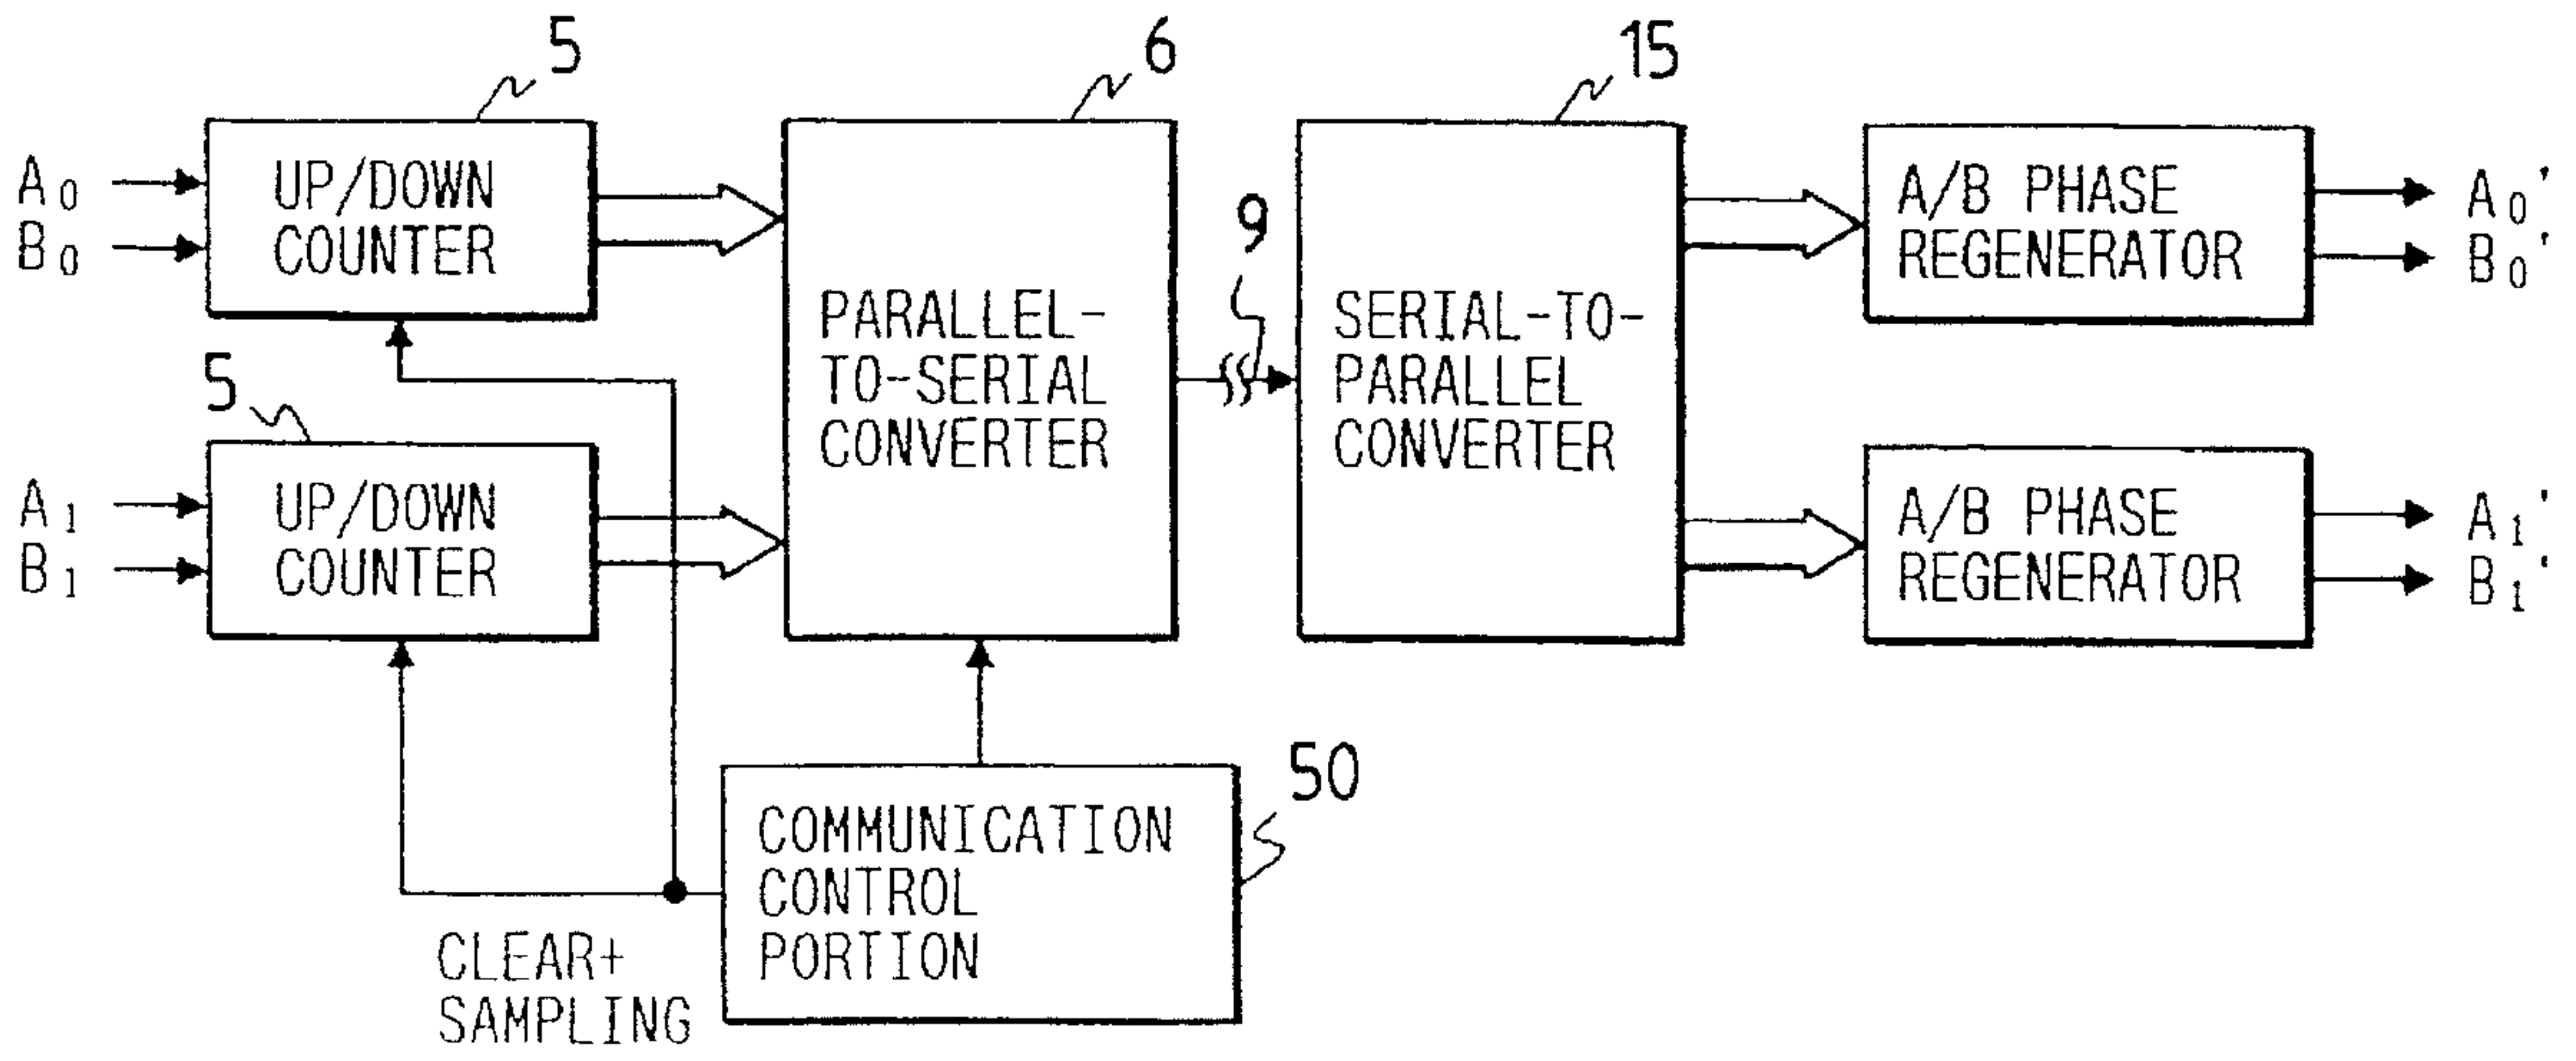 5
6
15
A₀
B₀
UP/DOWN
COUNTER
A/B PHASE
REGENERATOR
A₀'
B₀'
9
PARALLEL-
TO-SERIAL
CONVERTER
SERIAL-TO-
PARALLEL
CONVERTER
5
A₁
B₁
UP/DOWN
COUNTER
A/B PHASE
REGENERATOR
A₁'
B₁'
50
COMMUNICATION
CONTROL
PORTION
CLEAR+
SAMPLING